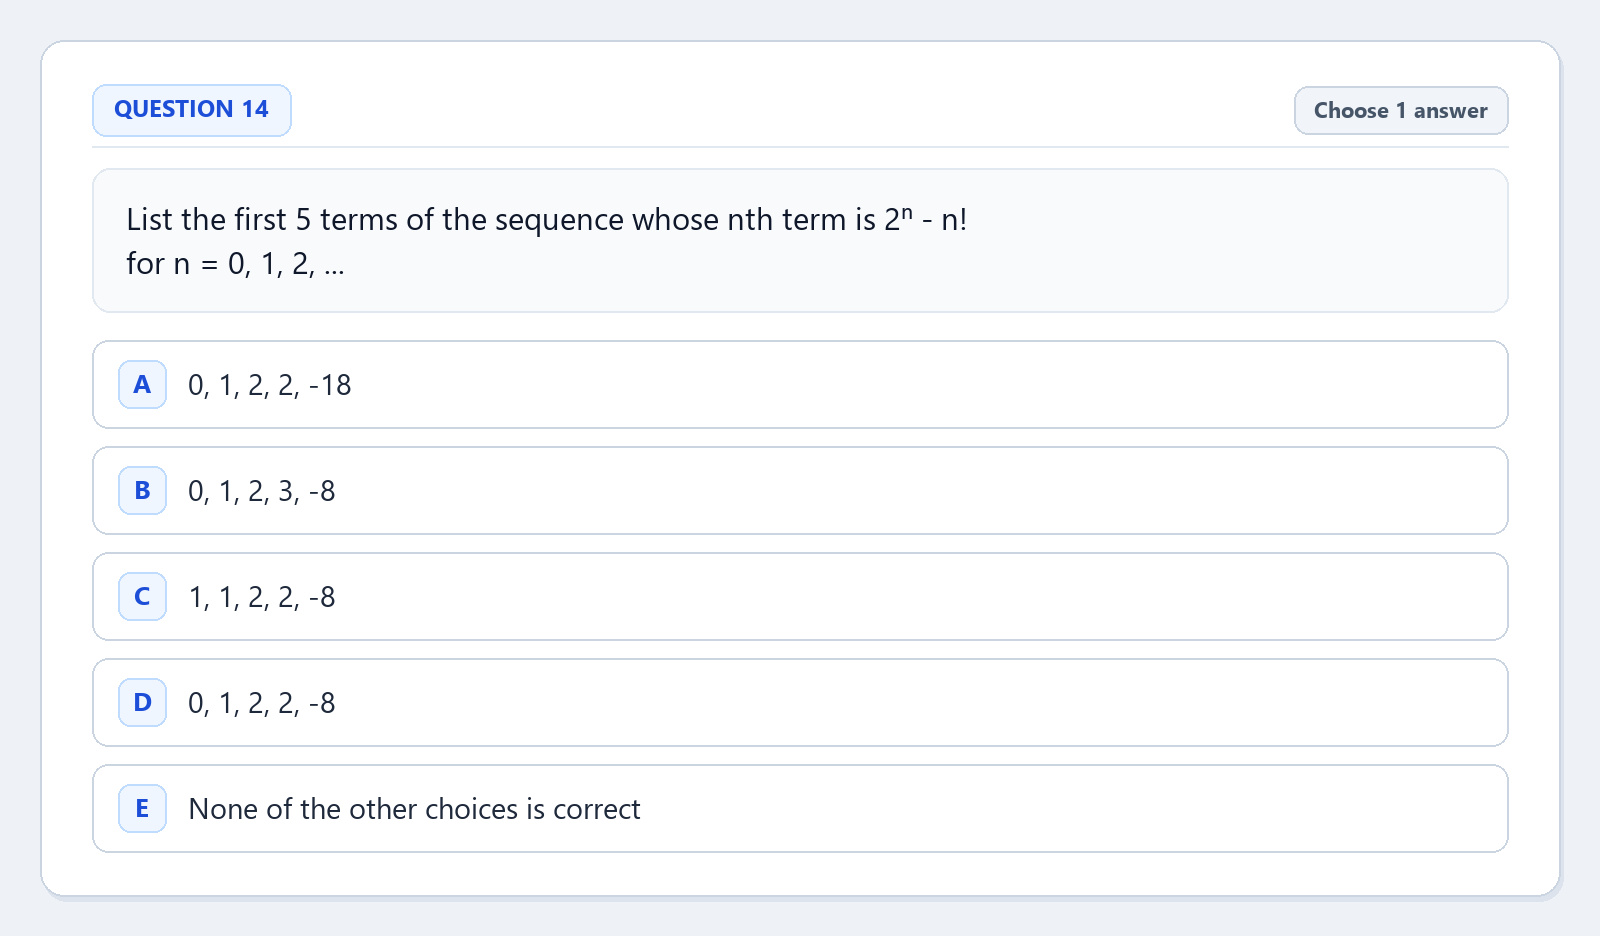 QUESTION 14
Choose 1 answer
List the first 5 terms of the sequence whose nth term is 2ⁿ - n!
for n = 0, 1, 2, ...
A 0, 1, 2, 2, -18
B 0, 1, 2, 3, -8
C 1, 1, 2, 2, -8
D 0, 1, 2, 2, -8
E None of the other choices is correct